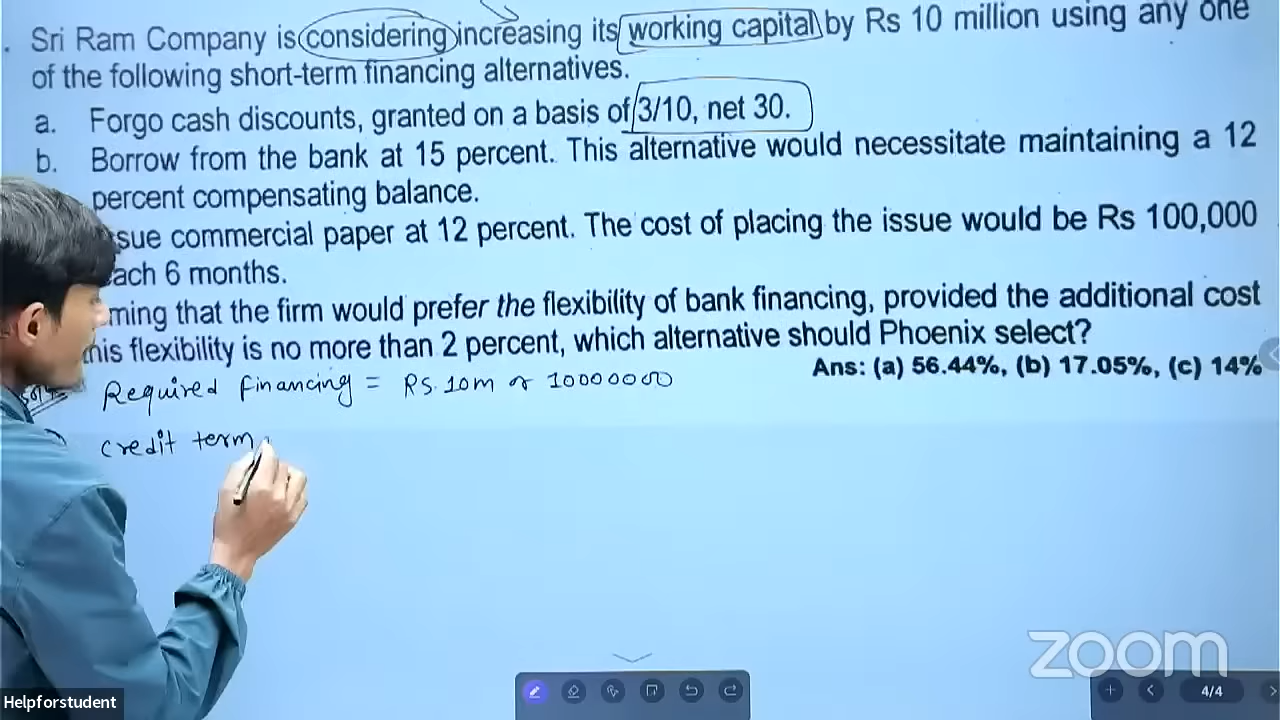 . Sri Ram Company is considering increasing its working capital by Rs 10 million using any one
of the following short-term financing alternatives.
a. Forgo cash discounts, granted on a basis of 3/10, net 30.
b. Borrow from the bank at 15 percent. This alternative would necessitate maintaining a 12
percent compensating balance.
sue commercial paper at 12 percent. The cost of placing the issue would be Rs 100,000
ach 6 months.
ming that the firm would prefer the flexibility of bank financing, provided the additional cost
his flexibility is no more than 2 percent, which alternative should Phoenix select?
Ans: (a) 56.44%, (b) 17.05%, (c) 14%
Required financing = Rs. 10m or 10000000
credit term
zoom
4/4
Helpforstudent